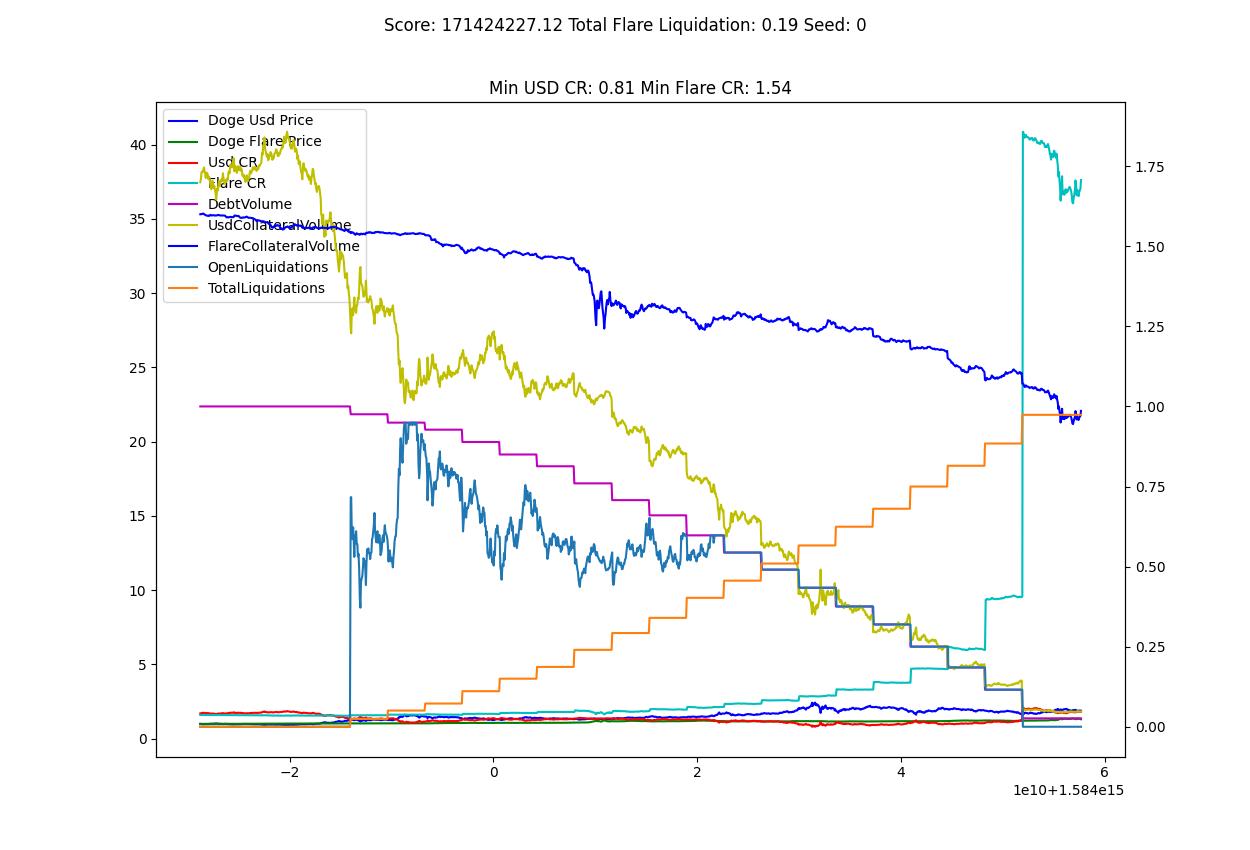 Score: 171424227.12 Total Flare Liquidation: 0.19 Seed: 0
Min USD CR: 0.81 Min Flare CR: 1.54
Doge Usd Price
Doge Flare Price
Usd CR
Flare CR
DebtVolume
UsdCollateralVolume
FlareCollateralVolume
OpenLiquidations
TotalLiquidations
40
35
30
25
20
15
10
5
0
1.75
1.50
1.25
1.00
0.75
0.50
0.25
0.00
−2 0 2 4 6
1e10+1.584e15